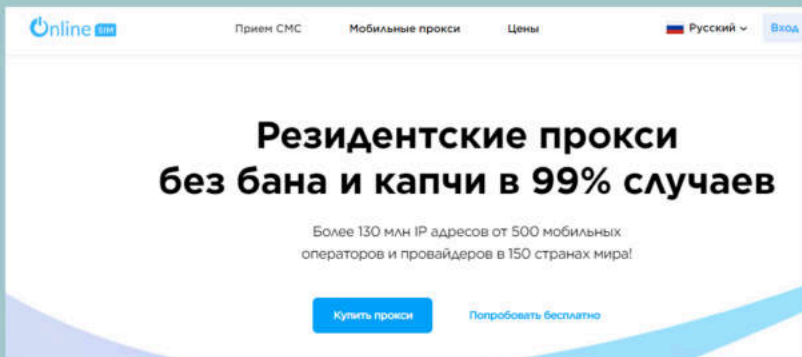 Online SIM
Прием СМС
Мобильные прокси
Цены
Русский
Вход
Резидентские прокси
без бана и капчи в 99% случаев
Более 130 млн IP адресов от 500 мобильных
операторов и провайдеров в 150 странах мира!
Купить прокси
Попробовать бесплатно